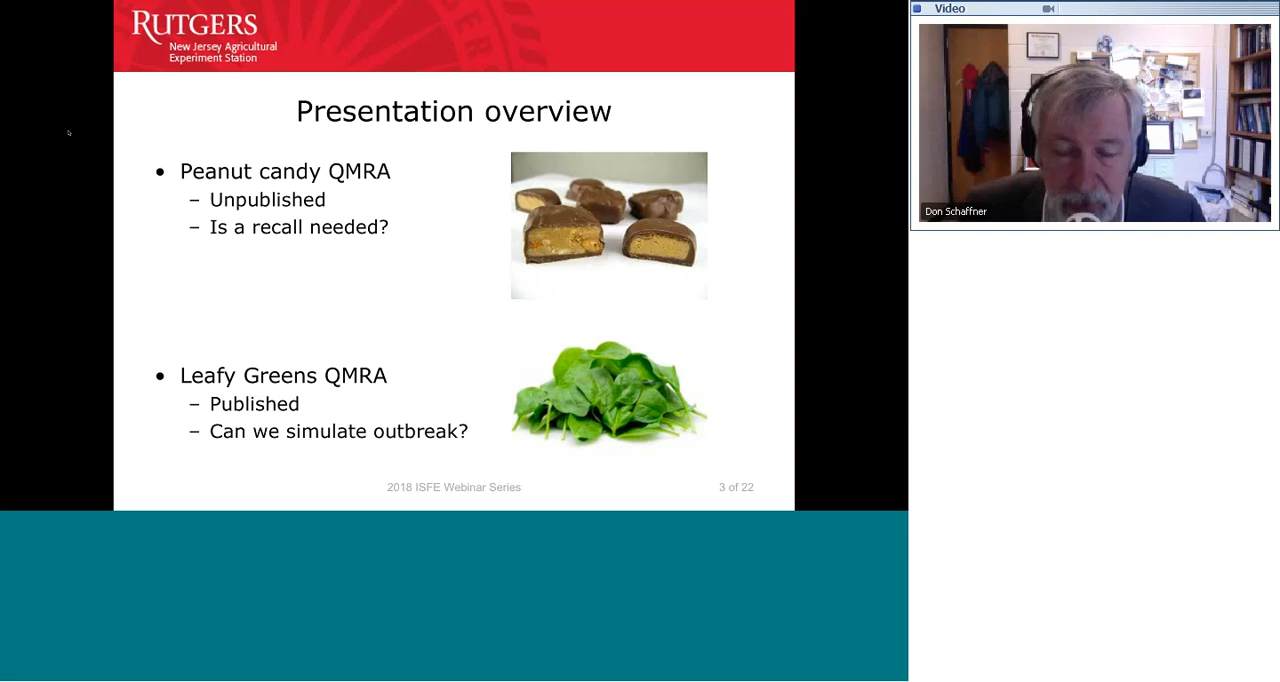 RUTGERS
New Jersey Agricultural
Experiment Station
Presentation overview
• Peanut candy QMRA
– Unpublished
– Is a recall needed?
• Leafy Greens QMRA
– Published
– Can we simulate outbreak?
2018 ISFE Webinar Series
3 of 22
Video
Don Schaffner